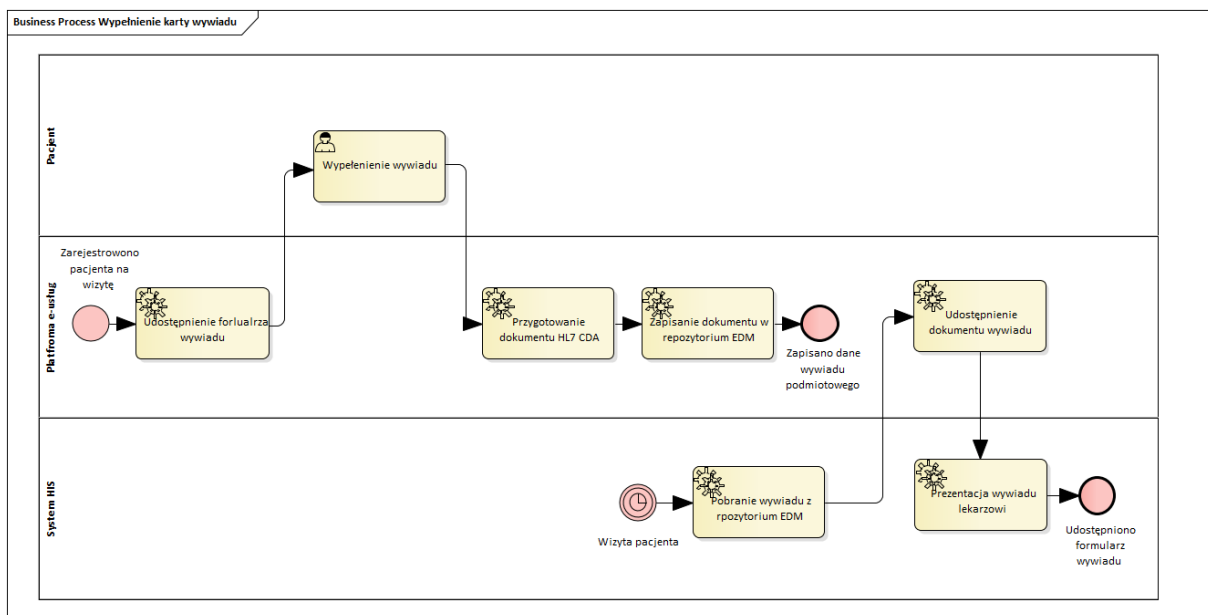 Business Process Wypełnienie karty wywiadu
Pacjent
Wypełenienie wywiadu
Platfroma e-usług
Zarejestrowono
pacjenta na
wizytę
Udostępnienie forlualrza
wywiadu
Przygotowanie
dokumentu HL7 CDA
Zapisanie dokumentu w
repozytorium EDM
Zapisano dane
wywiadu
podmiotowego
Udostępnienie
dokumentu wywiadu
System HIS
Wizyta pacjenta
Pobranie wywiadu z
rpozytorium EDM
Prezentacja wywiadu
lekarzowi
Udostępniono
formularz
wywiadu